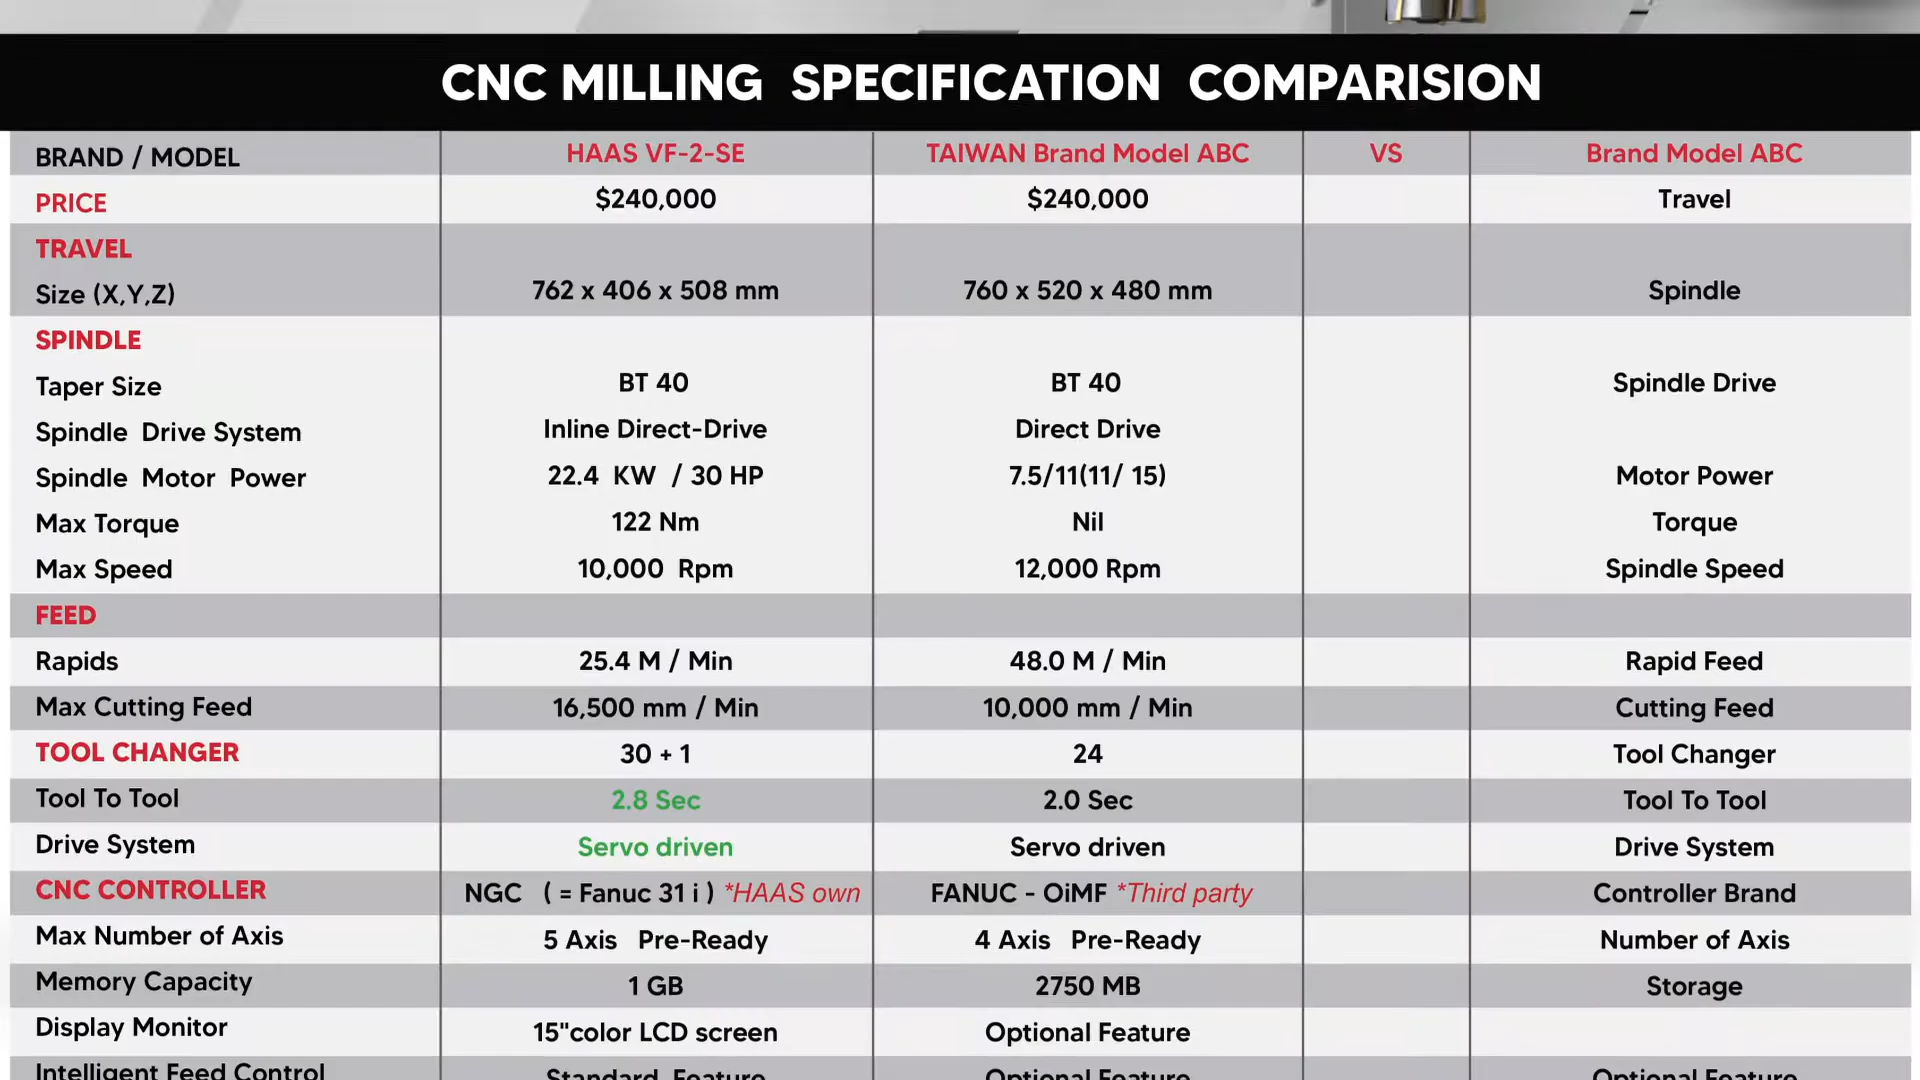 CNC MILLING SPECIFICATION COMPARISION
BRAND / MODEL HAAS VF-2-SE TAIWAN Brand Model ABC VS Brand Model ABC
PRICE $240,000 $240,000 Travel
TRAVEL
Size (X,Y,Z) 762 x 406 x 508 mm 760 x 520 x 480 mm Spindle
SPINDLE
Taper Size BT 40 BT 40 Spindle Drive
Spindle Drive System Inline Direct-Drive Direct Drive
Spindle Motor Power 22.4 KW / 30 HP 7.5/11(11/ 15) Motor Power
Max Torque 122 Nm Nil Torque
Max Speed 10,000 Rpm 12,000 Rpm Spindle Speed
FEED
Rapids 25.4 M / Min 48.0 M / Min Rapid Feed
Max Cutting Feed 16,500 mm / Min 10,000 mm / Min Cutting Feed
TOOL CHANGER 30 + 1 24 Tool Changer
Tool To Tool 2.8 Sec 2.0 Sec Tool To Tool
Drive System Servo driven Servo driven Drive System
CNC CONTROLLER NGC ( = Fanuc 31 i ) *HAAS own FANUC - OiMF *Third party Controller Brand
Max Number of Axis 5 Axis Pre-Ready 4 Axis Pre-Ready Number of Axis
Memory Capacity 1 GB 2750 MB Storage
Display Monitor 15"color LCD screen Optional Feature
Intelligent Feed Control Standard Feature Optional Feature Optional Feature